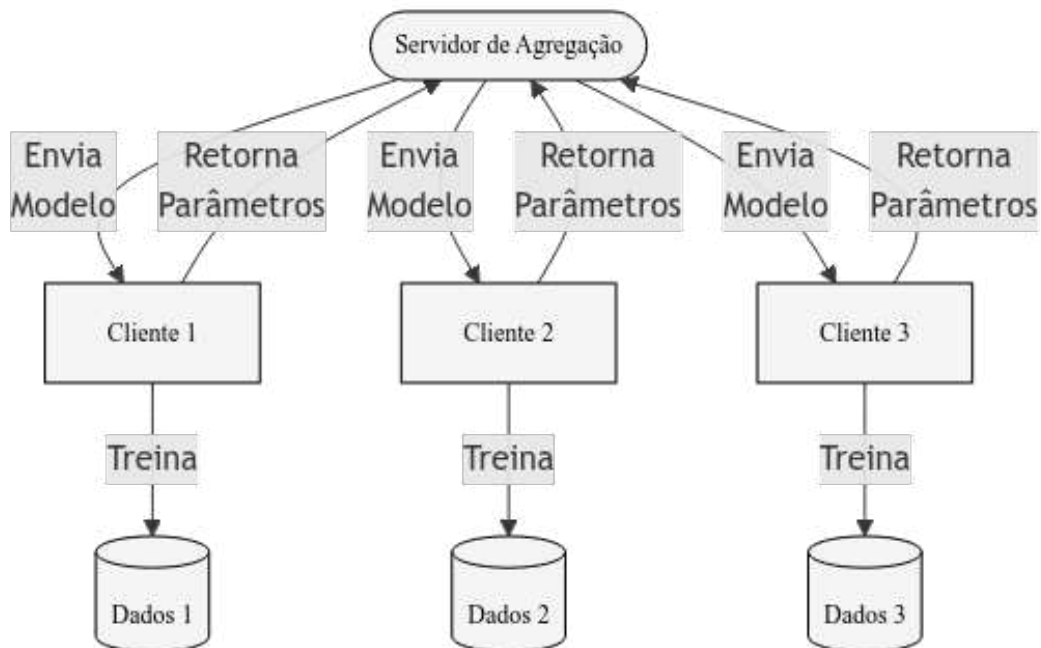 Servidor de Agregação
Envia
Modelo
Retorna
Parâmetros
Envia
Modelo
Retorna
Parâmetros
Envia
Modelo
Retorna
Parâmetros
Cliente 1
Cliente 2
Cliente 3
Treina
Treina
Treina
Dados 1
Dados 2
Dados 3